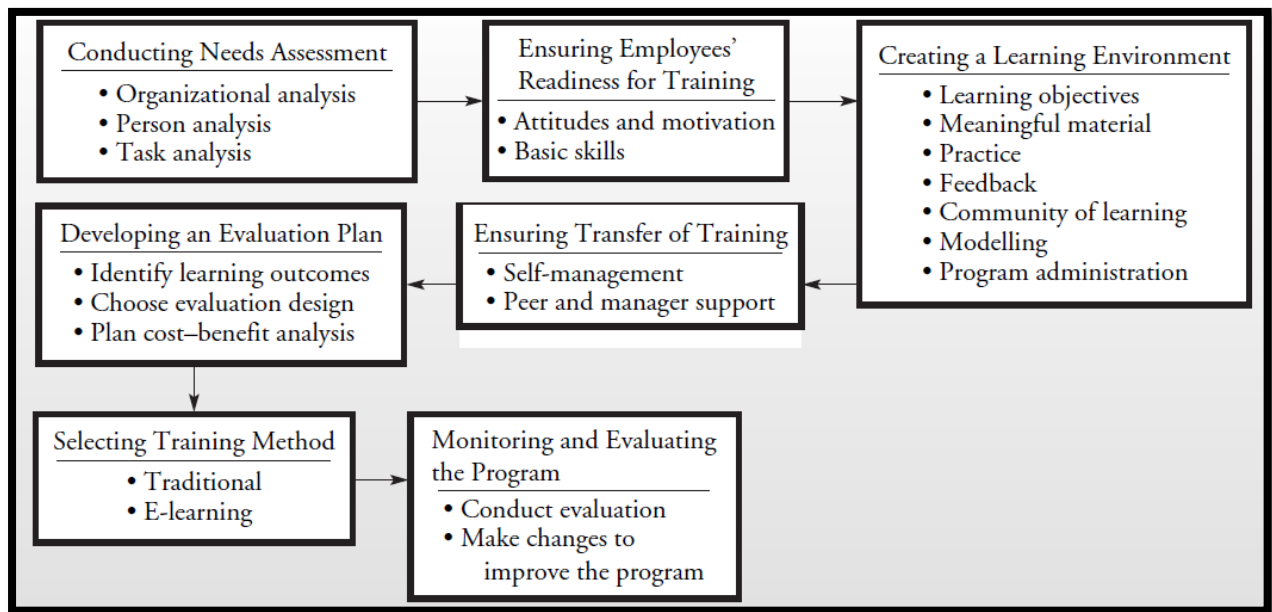 Conducting Needs Assessment
• Organizational analysis
• Person analysis
• Task analysis
Ensuring Employees’
Readiness for Training
• Attitudes and motivation
• Basic skills
Creating a Learning Environment
• Learning objectives
• Meaningful material
• Practice
• Feedback
• Community of learning
• Modelling
• Program administration
Ensuring Transfer of Training
• Self-management
• Peer and manager support
Developing an Evaluation Plan
• Identify learning outcomes
• Choose evaluation design
• Plan cost–benefit analysis
Selecting Training Method
• Traditional
• E-learning
Monitoring and Evaluating
the Program
• Conduct evaluation
• Make changes to
improve the program